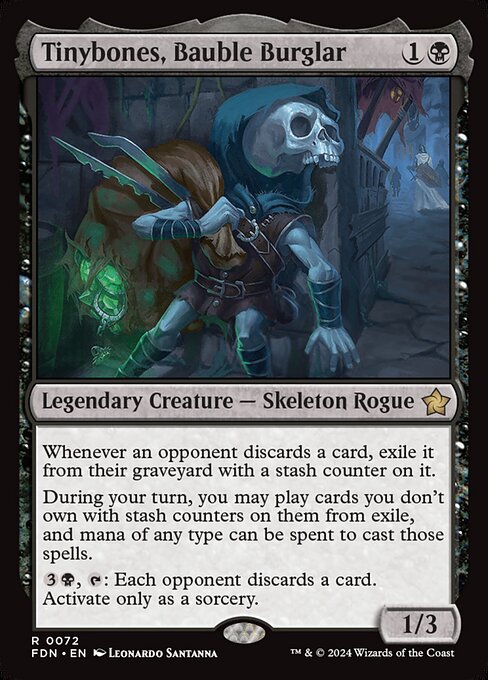 Tinybones, Bauble Burglar 1
Legendary Creature — Skeleton Rogue
Whenever an opponent discards a card, exile it
from their graveyard with a stash counter on it.
During your turn, you may play cards you don't
own with stash counters on them from exile,
and mana of any type can be spent to cast those
spells.
3, : Each opponent discards a card.
Activate only as a sorcery.
1/3
R 0072
FDN • EN Leonardo Santanna
™ & © 2024 Wizards of the Coast